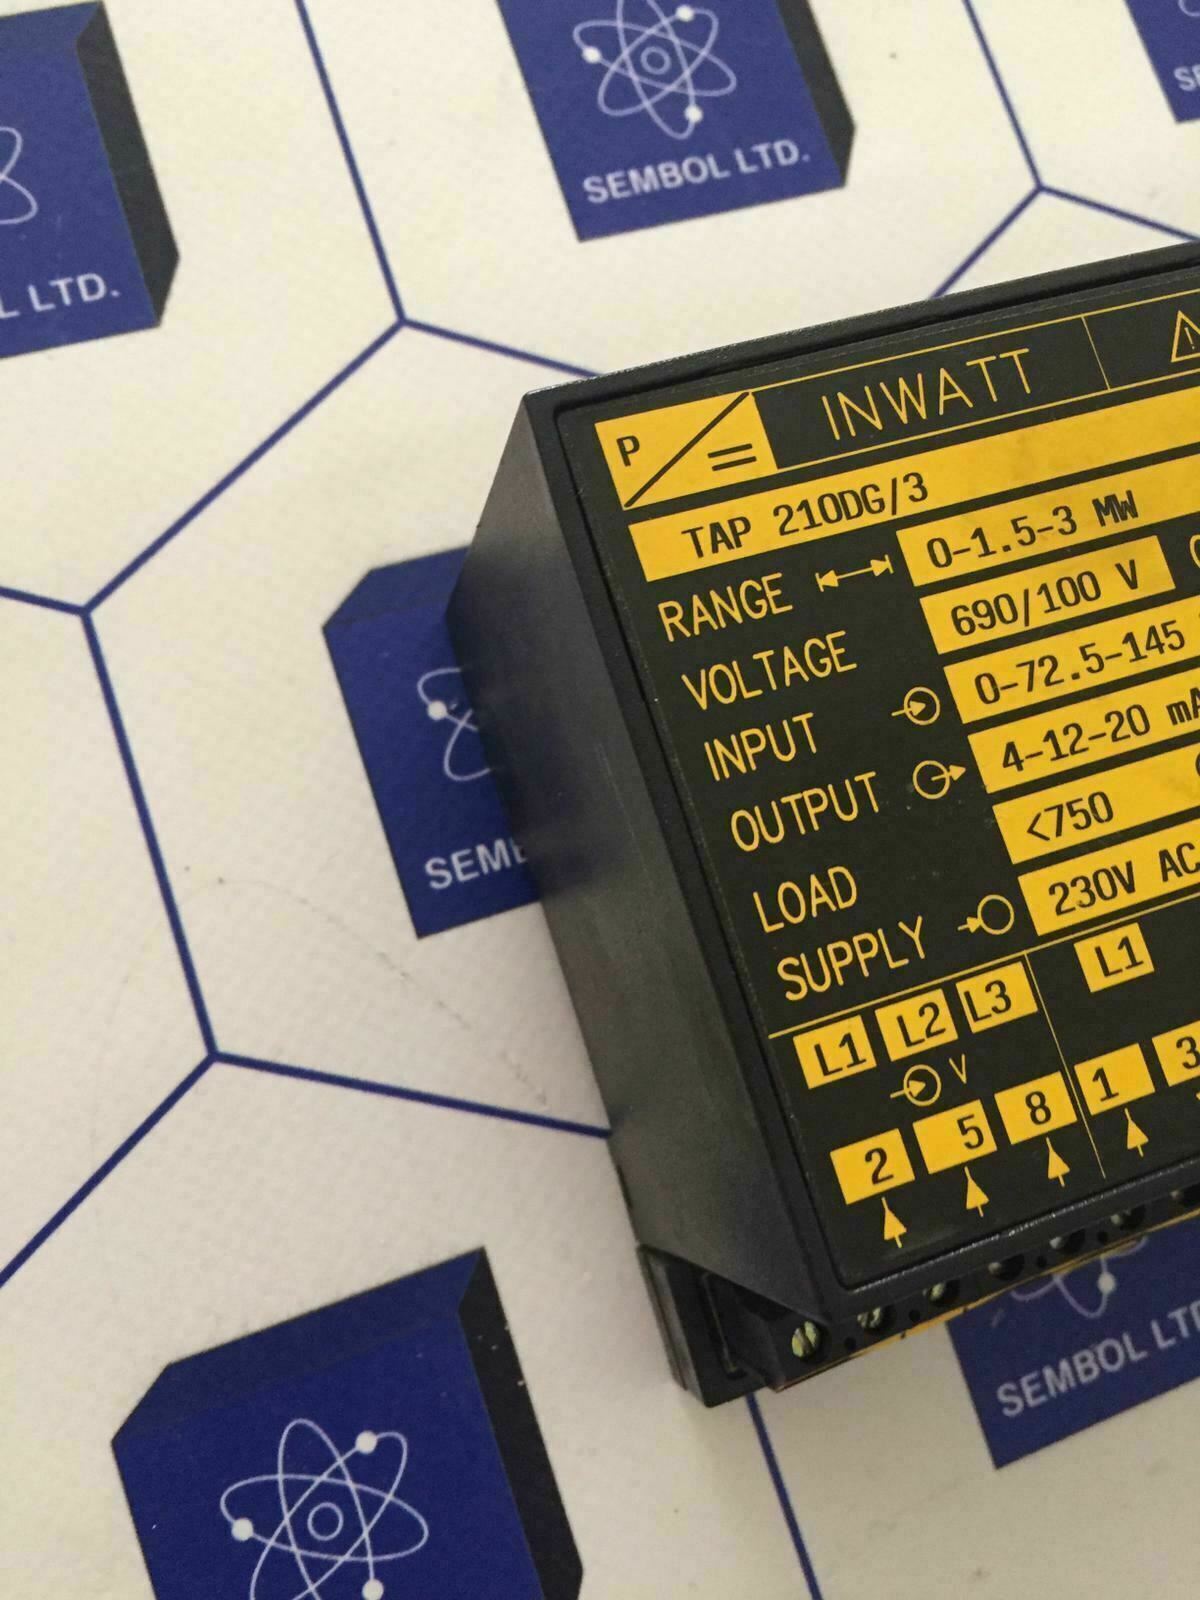 SEMBOL LTD.
LTD.
INWATT
P
TAP 210DG/3
RANGE 0-1.5-3 MW
VOLTAGE 690/100 V
INPUT 0-72.5-145
OUTPUT 4-12-20 mA
LOAD <750
SUPPLY 230V AC
L1 L2 L3 L1
V
2 5 8 1 3
SEMBOL LT